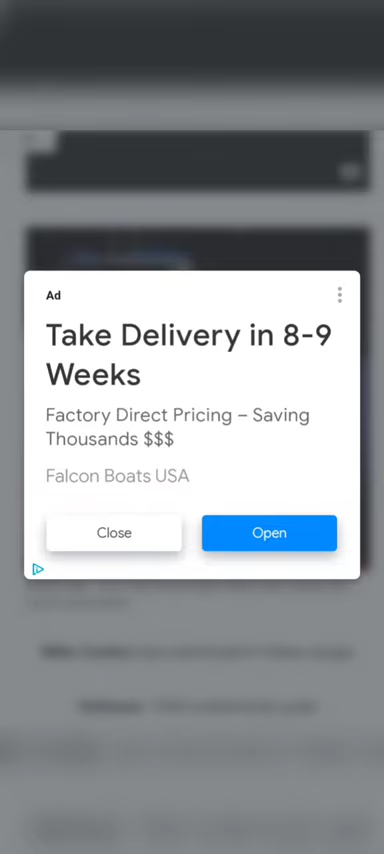 Ad
Take Delivery in 8-9
Weeks
Factory Direct Pricing – Saving
Thousands $$$
Falcon Boats USA
Close
Open